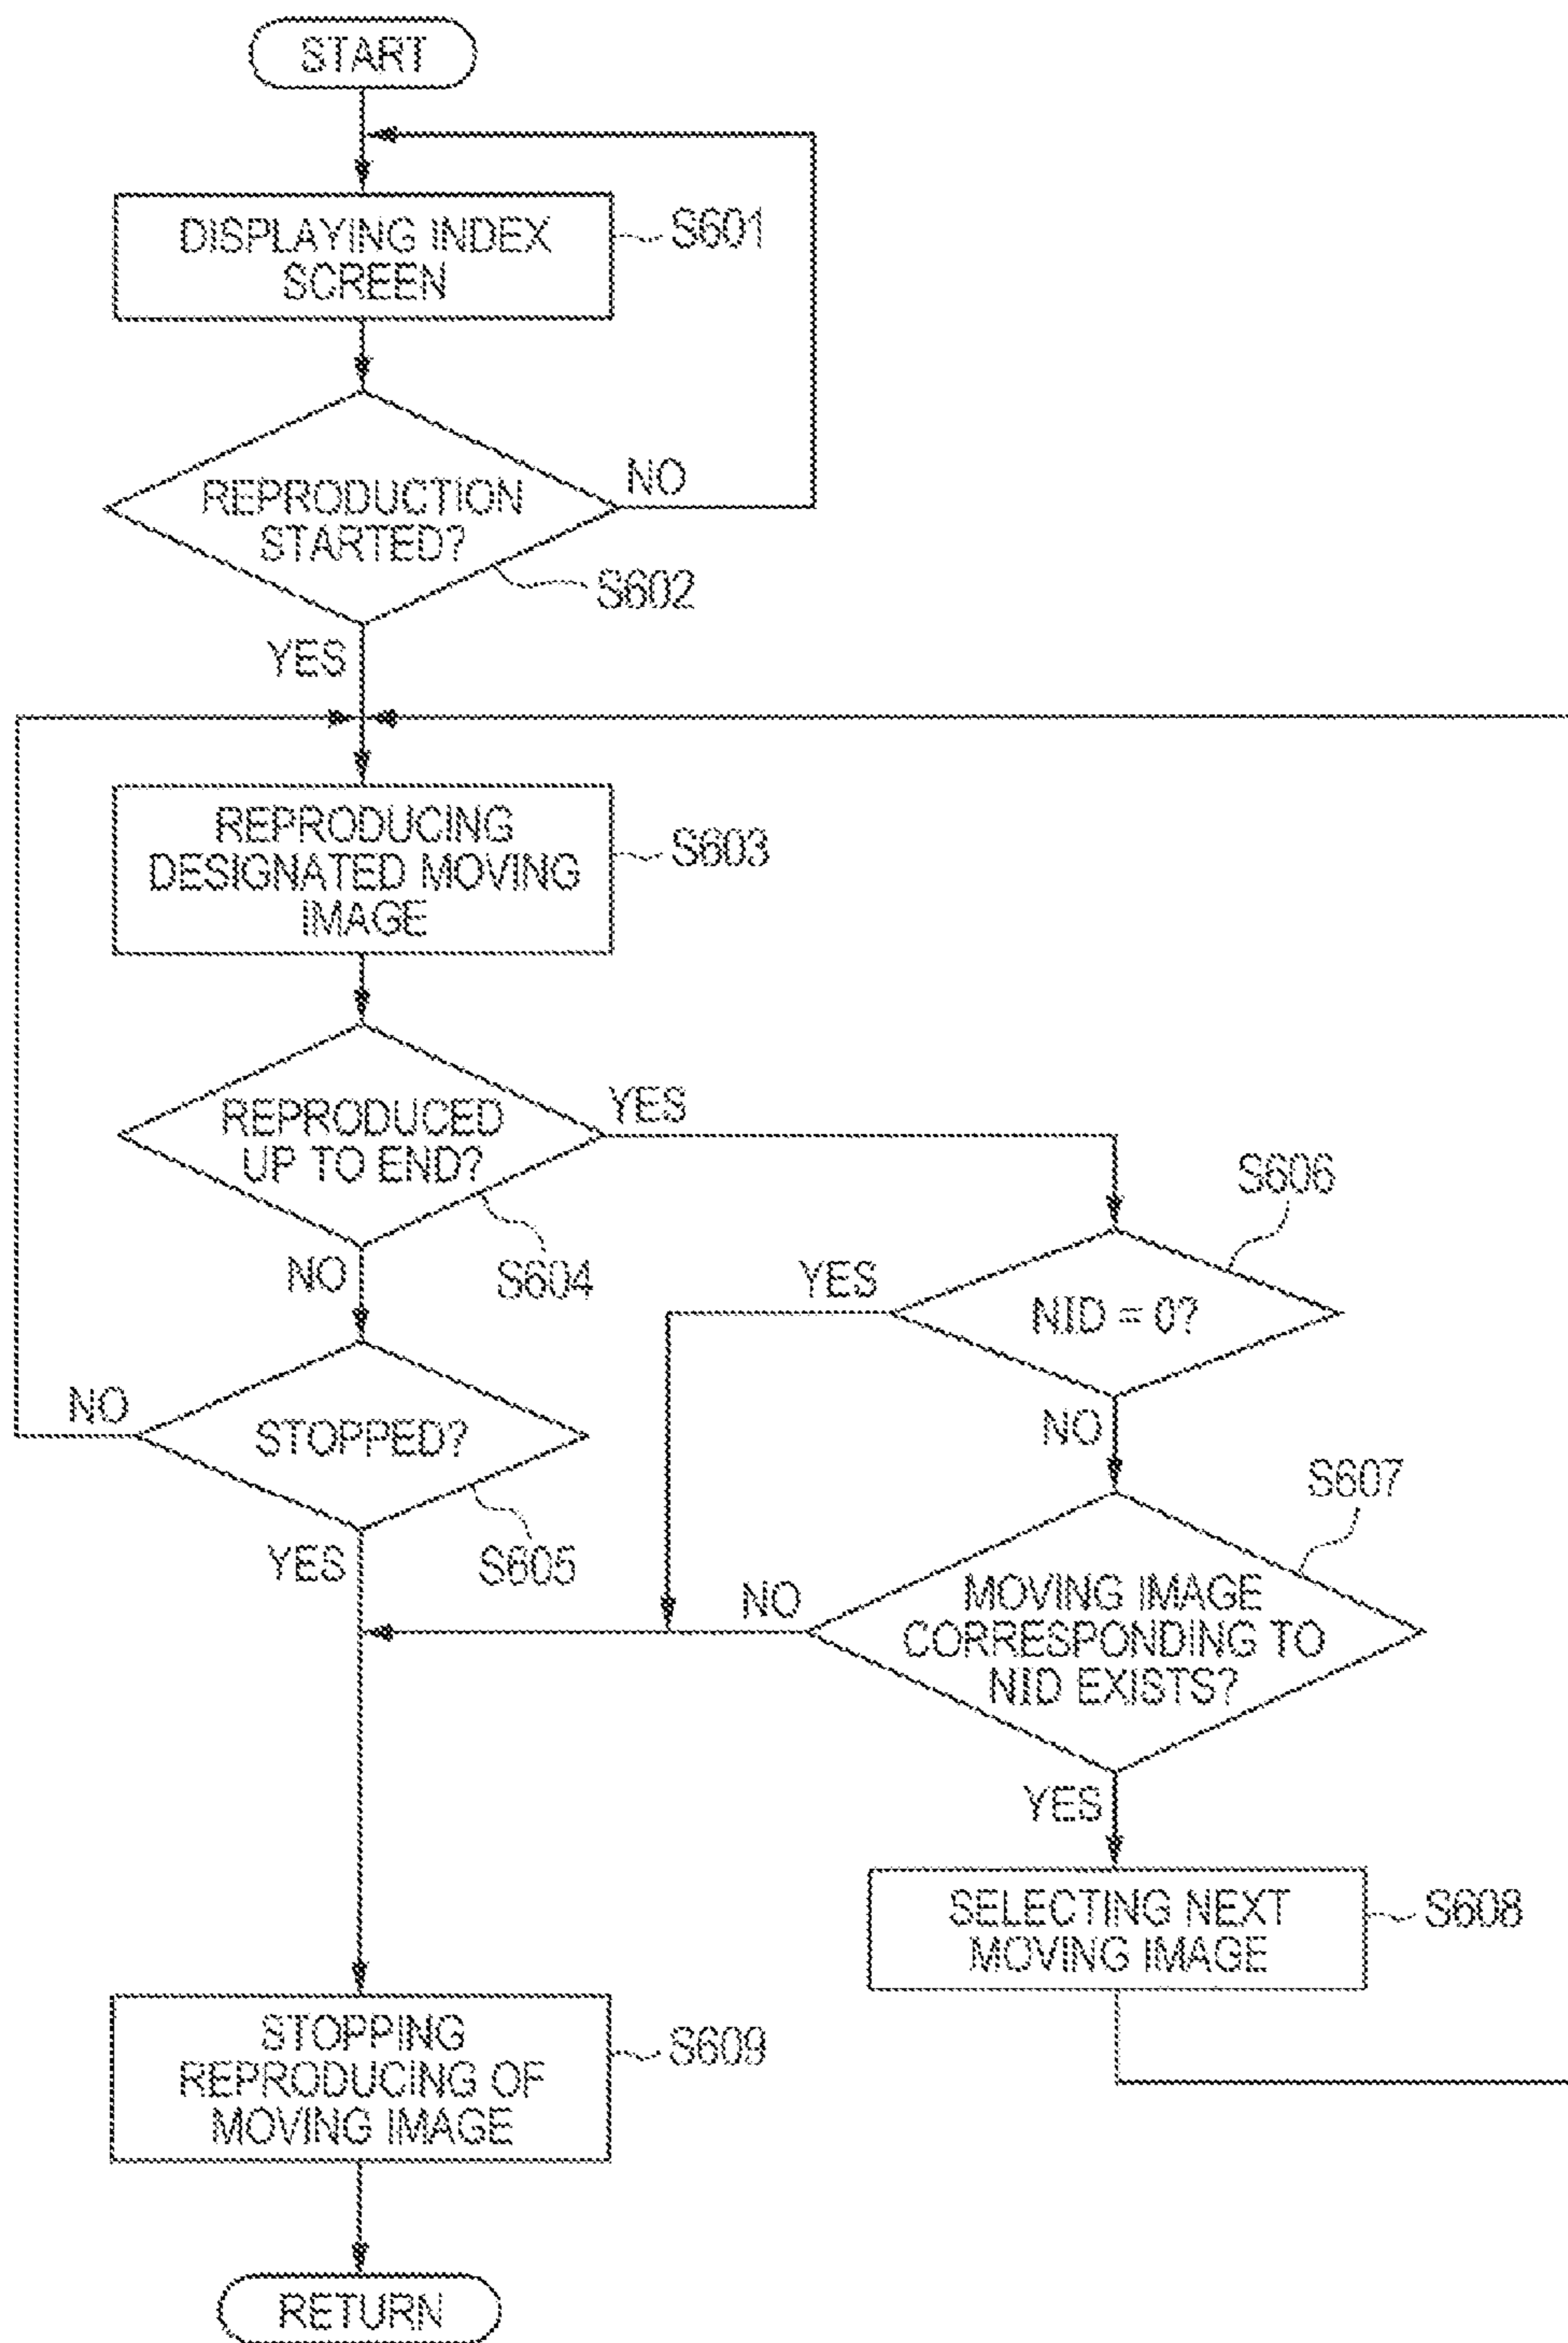 START
DISPLAYING INDEX
SCREEN
S601
REPRODUCTION
STARTED?
NO
S602
YES
REPRODUCING
DESIGNATED MOVING
IMAGE
S603
REPRODUCED
UP TO END?
YES
S604
NO
S606
NID = 0?
YES
NO
STOPPED?
NO
S605
YES
S607
MOVING IMAGE
CORRESPONDING TO
NID EXISTS?
NO
YES
SELECTING NEXT
MOVING IMAGE
S608
STOPPING
REPRODUCING OF
MOVING IMAGE
S609
RETURN